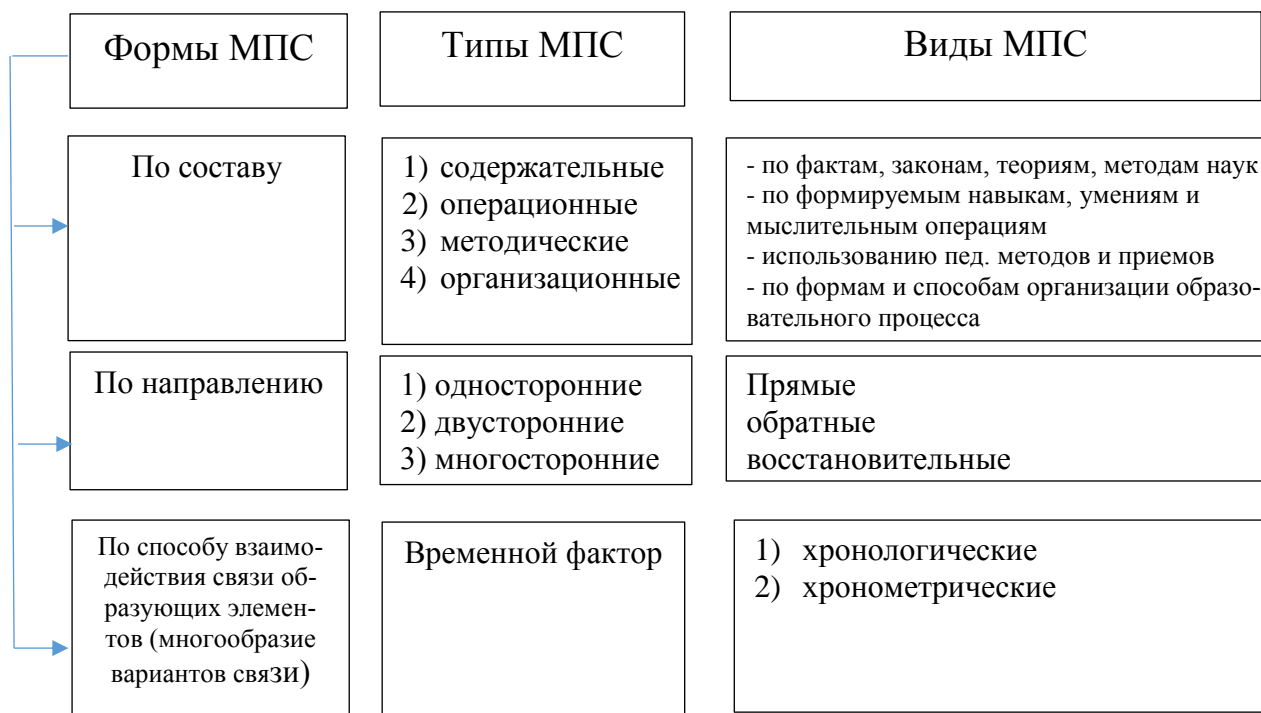 Формы МПС
Типы МПС
Виды МПС
По составу
1) содержательные
2) операционные
3) методические
4) организационные
- по фактам, законам, теориям, методам наук
- по формируемым навыкам, умениям и
мыслительным операциям
- использованию пед. методов и приемов
- по формам и способам организации образо-
вательного процесса
По направлению
1) односторонние
2) двусторонние
3) многосторонние
Прямые
обратные
восстановительные
По способу взаимо-
действия связи об-
разующих элемен-
тов (многообразие
вариантов связи)
Временной фактор
1) хронологические
2) хронометрические